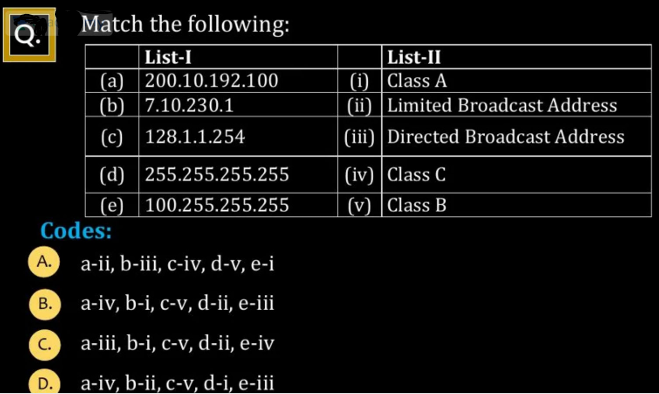 Q. Match the following:
List-I List-II
(a) 200.10.192.100 (i) Class A
(b) 7.10.230.1 (ii) Limited Broadcast Address
(c) 128.1.1.254 (iii) Directed Broadcast Address
(d) 255.255.255.255 (iv) Class C
(e) 100.255.255.255 (v) Class B
Codes:
A. a-ii, b-iii, c-iv, d-v, e-i
B. a-iv, b-i, c-v, d-ii, e-iii
C. a-iii, b-i, c-v, d-ii, e-iv
D. a-iv, b-ii, c-v, d-i, e-iii